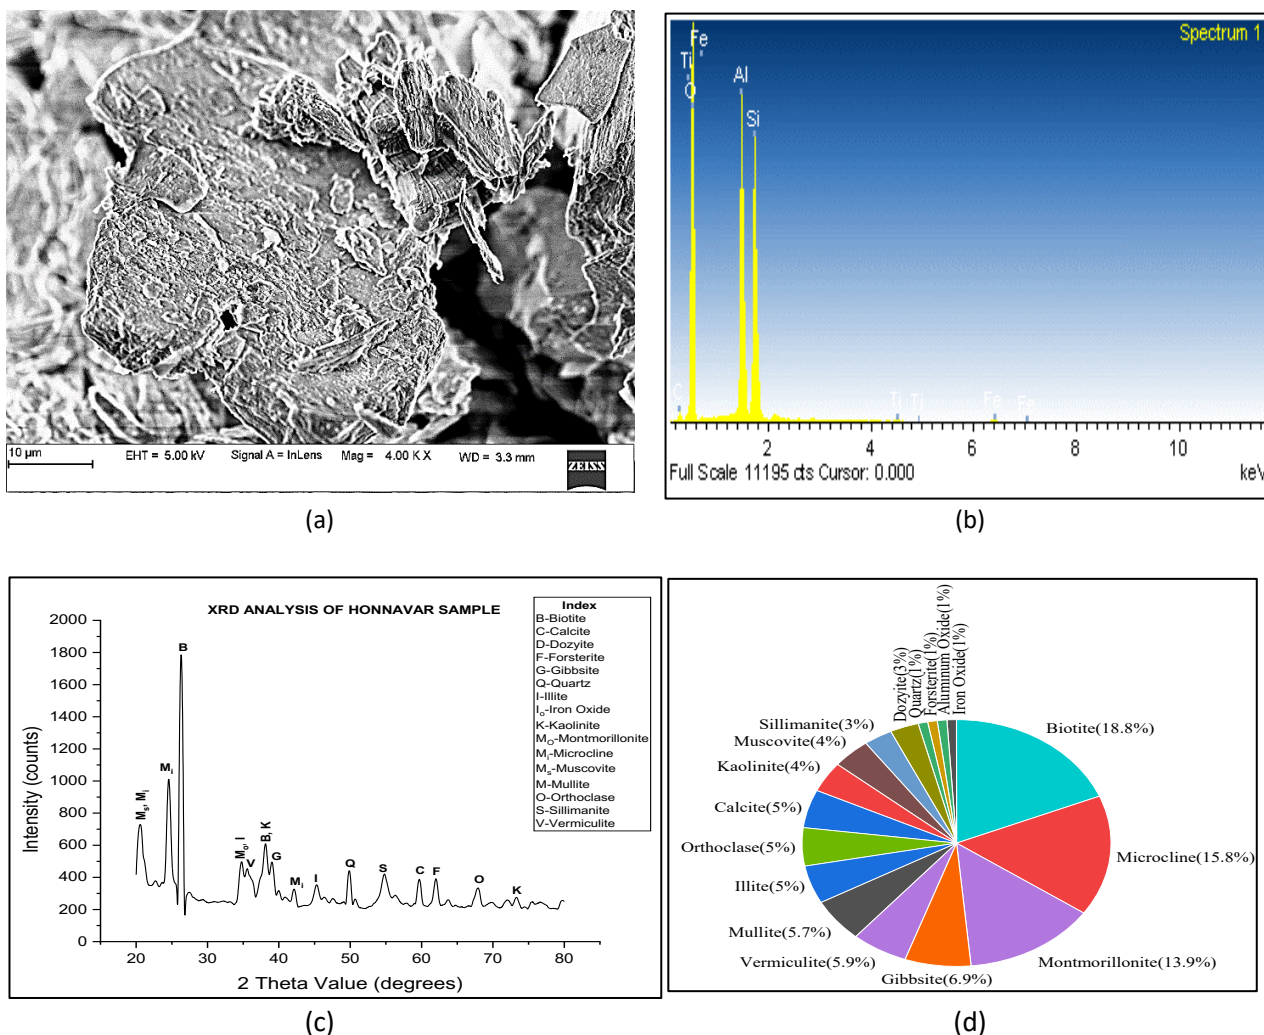 10 µm
EHT = 5.00 kV Signal A = InLens Mag = 4.00 K X WD = 3.3 mm
ZEISS
(a)
Spectrum 1
Fe
Ti
O
Al
Si
C
Ti
Ti
Fe
Fe
2 4 6 8 10
Full Scale 11195 cts Cursor: 0.000 keV
(b)
XRD ANALYSIS OF HONNAVAR SAMPLE
Index
B-Biotite
C-Calcite
D-Dozyite
F-Forsterite
G-Gibbsite
Q-Quartz
I-Illite
Io-Iron Oxide
K-Kaolinite
MO-Montmorillonite
Mi-Microcline
Ms-Muscovite
M-Mullite
O-Orthoclase
S-Sillimanite
V-Vermiculite
Intensity (counts)
2000
1800
1600
1400
1200
1000
800
600
400
200
0
Ms, Mi
Mi
B
Mo, I
V
B, K
G
Mi
I
Q
S
C
F
O
K
20 30 40 50 60 70 80
2 Theta Value (degrees)
(c)
Biotite(18.8%)
Microcline(15.8%)
Montmorillonite(13.9%)
Gibbsite(6.9%)
Vermiculite(5.9%)
Mullite(5.7%)
Illite(5%)
Orthoclase(5%)
Calcite(5%)
Kaolinite(4%)
Muscovite(4%)
Sillimanite(3%)
Dozyite(3%)
Quartz(1%)
Forsterite(1%)
Aluminum Oxide(1%)
Iron Oxide(1%)
(d)